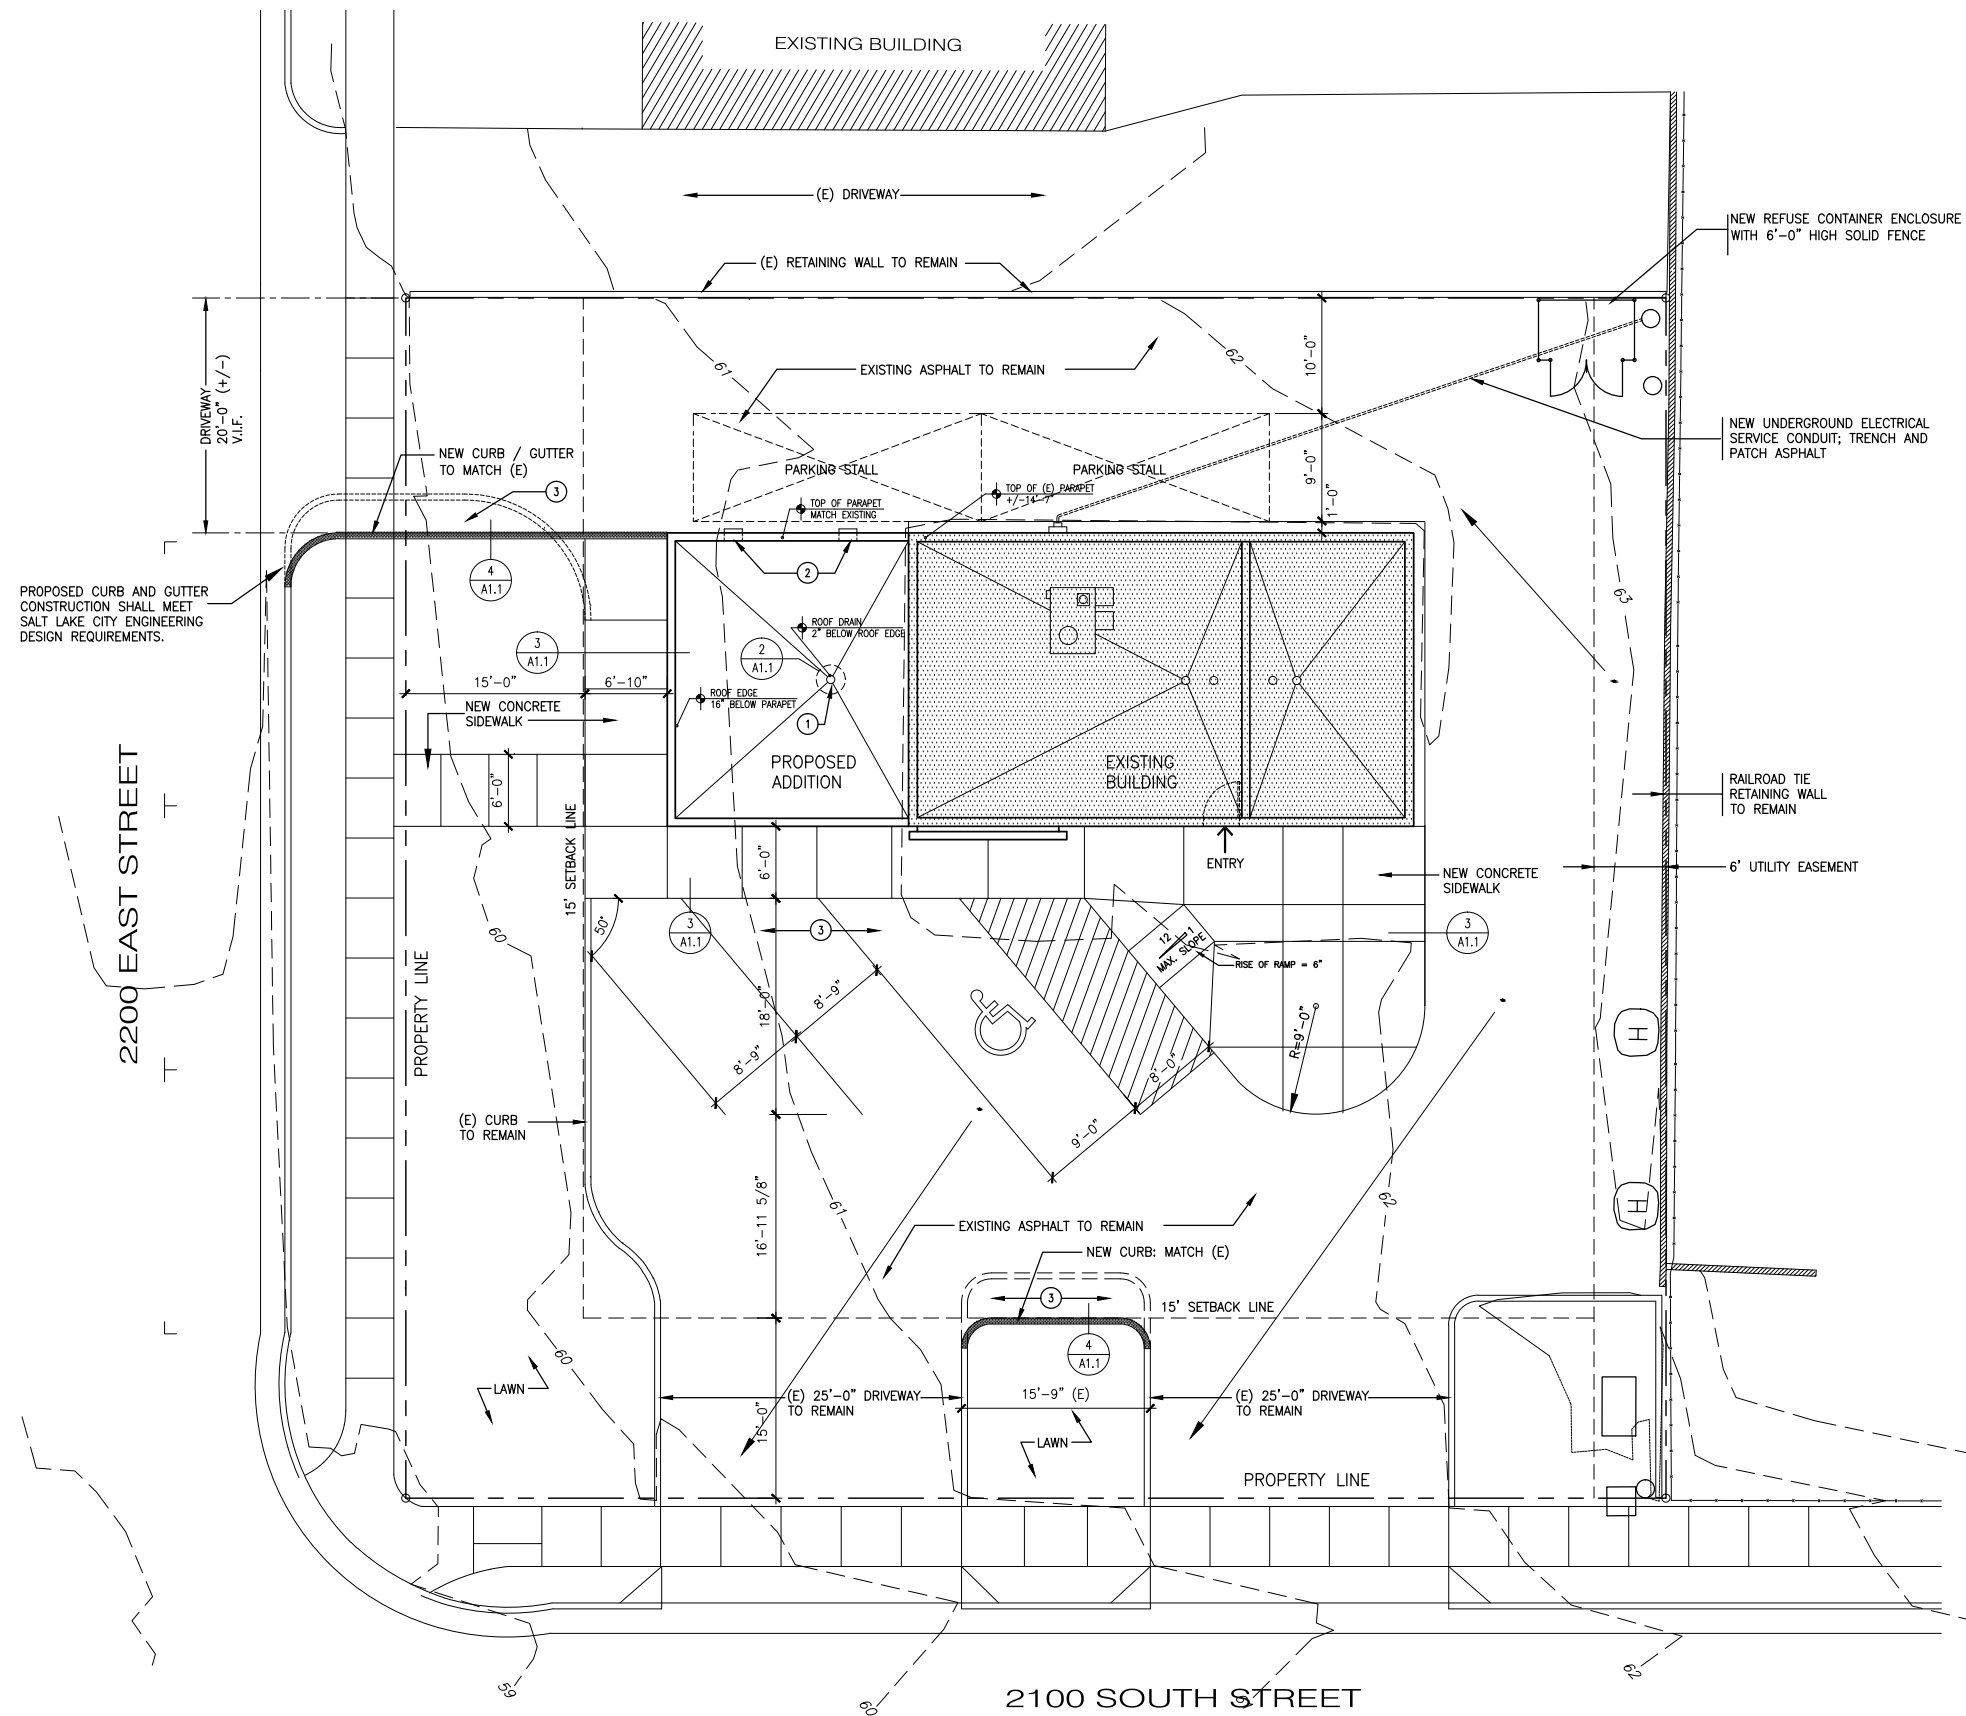 EXISTING BUILDING
(E) DRIVEWAY
NEW REFUSE CONTAINER ENCLOSURE
WITH 6'-0" HIGH SOLID FENCE
(E) RETAINING WALL TO REMAIN
DRIVEWAY
20'-0" (+/-)
V.I.F.
61
EXISTING ASPHALT TO REMAIN
62
10'-0"
NEW UNDERGROUND ELECTRICAL
SERVICE CONDUIT; TRENCH AND
PATCH ASPHALT
NEW CURB / GUTTER
TO MATCH (E)
3
PARKING STALL
PARKING STALL
9'-0"
1'-0"
TOP OF PARAPET
MATCH EXISTING
TOP OF (E) PARAPET
+/-14'-7"
4
A1.1
2
PROPOSED CURB AND GUTTER
CONSTRUCTION SHALL MEET
SALT LAKE CITY ENGINEERING
DESIGN REQUIREMENTS.
63
3
A1.1
2
A1.1
ROOF DRAIN
2" BELOW ROOF EDGE
15'-0"
6'-10"
ROOF EDGE
16" BELOW PARAPET
1
NEW CONCRETE
SIDEWALK
PROPOSED
ADDITION
EXISTING
BUILDING
6'-0"
RAILROAD TIE
RETAINING WALL
TO REMAIN
2200 EAST STREET
15' SETBACK LINE
6'-0"
ENTRY
6' UTILITY EASEMENT
NEW CONCRETE
SIDEWALK
50°
60
3
A1.1
3
12
1
MAX. SLOPE
RISE OF RAMP = 6"
3
A1.1
PROPERTY LINE
18'-0"
8'-9"
8'-9"
R=9'-0"
H
8'-0"
(E) CURB
TO REMAIN
9'-0"
16'-11 5/8"
61
62
H
EXISTING ASPHALT TO REMAIN
NEW CURB: MATCH (E)
3
15' SETBACK LINE
4
A1.1
60
LAWN
(E) 25'-0" DRIVEWAY
TO REMAIN
15'-9" (E)
(E) 25'-0" DRIVEWAY
TO REMAIN
15'-0"
LAWN
PROPERTY LINE
59
60
62
2100 SOUTH STREET